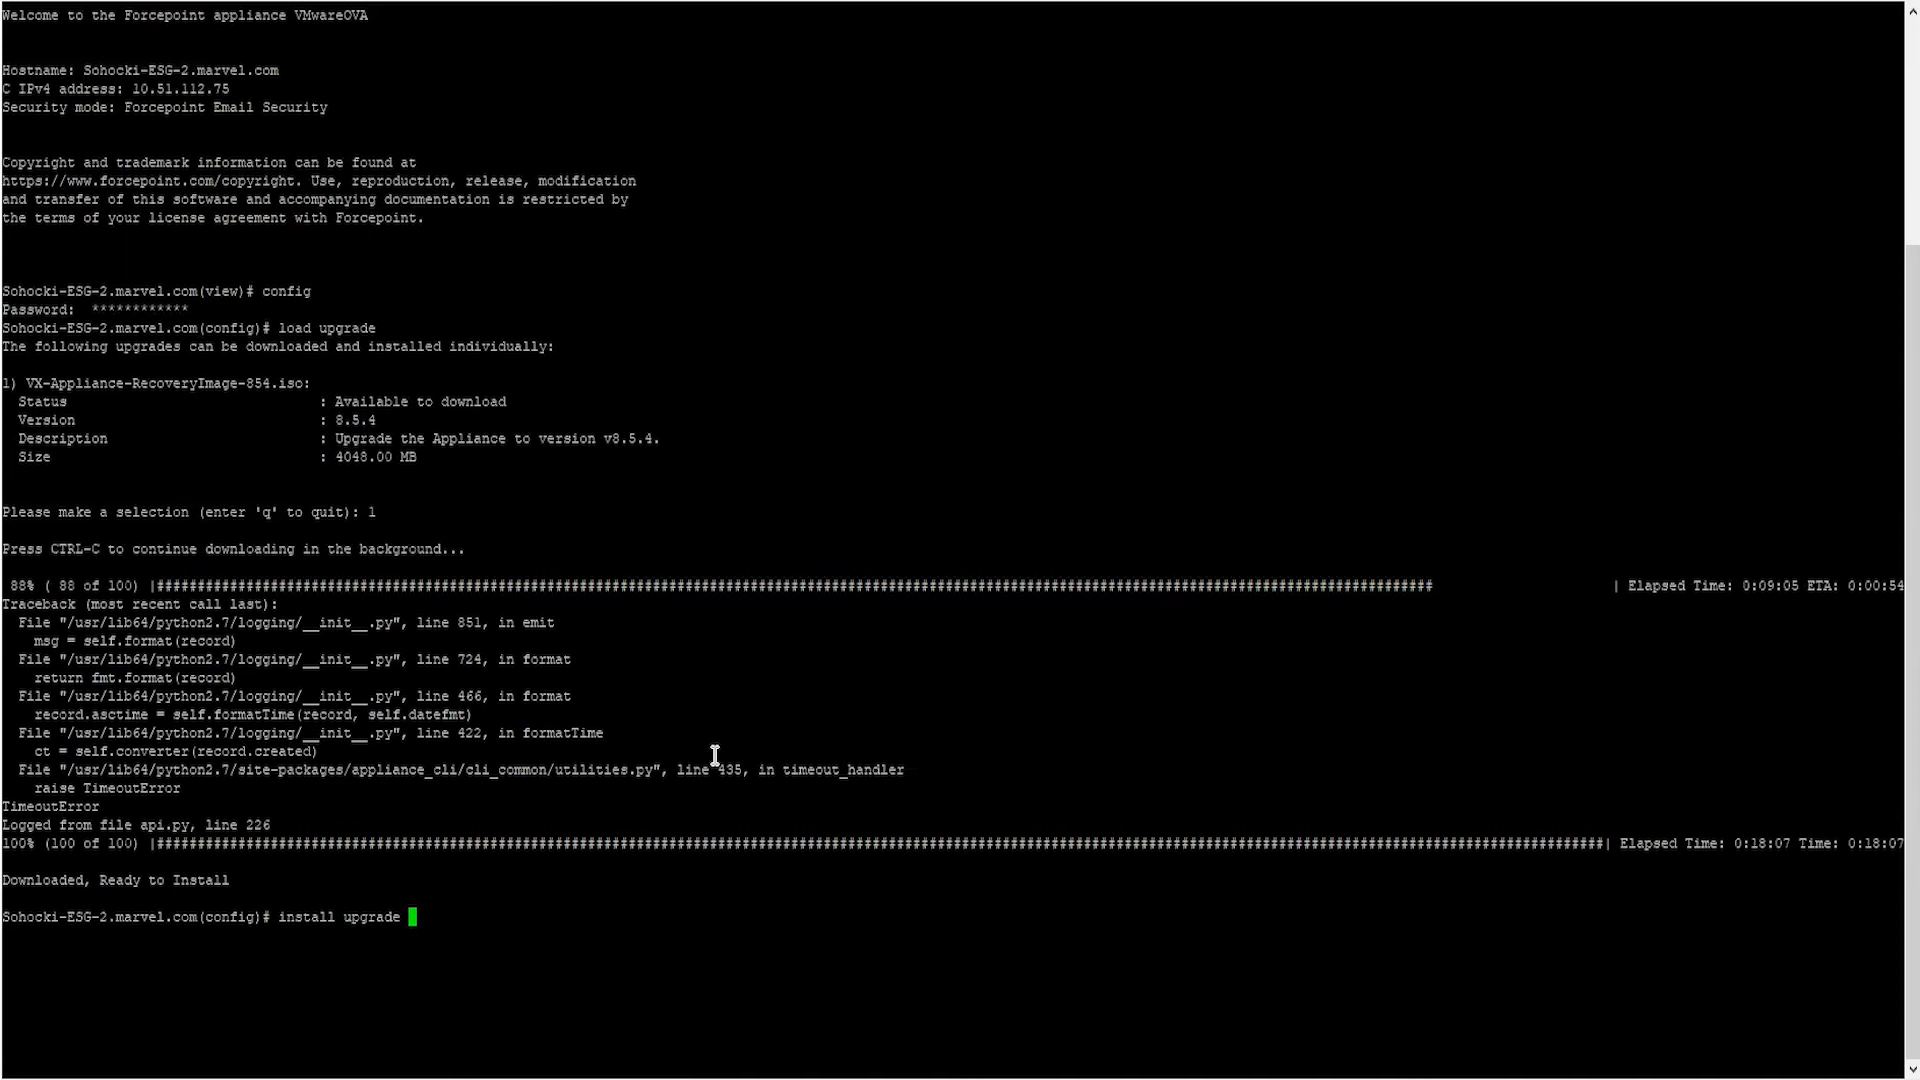 Welcome to the Forcepoint appliance VMwareOVA
Hostname: Sohocki-ESG-2.marvel.com
C IPv4 address: 10.51.112.75
Security mode: Forcepoint Email Security
Copyright and trademark information can be found at
https://www.forcepoint.com/copyright. Use, reproduction, release, modification
and transfer of this software and accompanying documentation is restricted by
the terms of your license agreement with Forcepoint.
Sohocki-ESG-2.marvel.com(view)# config
Password:  ************
Sohocki-ESG-2.marvel.com(config)# load upgrade
The following upgrades can be downloaded and installed individually:
1) VX-Appliance-RecoveryImage-854.iso:
  Status                               : Available to download
  Version                              : 8.5.4
  Description                          : Upgrade the Appliance to version v8.5.4.
  Size                                 : 4048.00 MB
Please make a selection (enter 'q' to quit): 1
Press CTRL-C to continue downloading in the background...
 88% ( 88 of 100) |############################################################################################################################################################# | Elapsed Time: 0:09:05 ETA: 0:00:54
Traceback (most recent call last):
  File "/usr/lib64/python2.7/logging/__init__.py", line 851, in emit
    msg = self.format(record)
  File "/usr/lib64/python2.7/logging/__init__.py", line 724, in format
    return fmt.format(record)
  File "/usr/lib64/python2.7/logging/__init__.py", line 466, in format
    record.asctime = self.formatTime(record, self.datefmt)
  File "/usr/lib64/python2.7/logging/__init__.py", line 422, in formatTime
    ct = self.converter(record.created)
  File "/usr/lib64/python2.7/site-packages/appliance_cli/cli_common/utilities.py", line 435, in timeout_handler
    raise TimeoutError
TimeoutError
Logged from file api.py, line 226
100% (100 of 100) |##################################################################################################################################################################################| Elapsed Time: 0:18:07 Time: 0:18:07
Downloaded, Ready to Install
Sohocki-ESG-2.marvel.com(config)# install upgrade